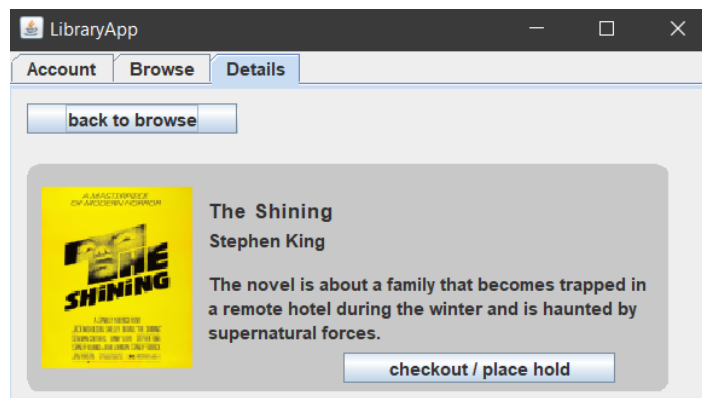 LibraryApp
Account Browse Details
back to browse
A MASTERPIECE
OF MODERN HORROR
THE
SHiNiNG
The Shining
Stephen King
The novel is about a family that becomes trapped in
a remote hotel during the winter and is haunted by
supernatural forces.
checkout / place hold